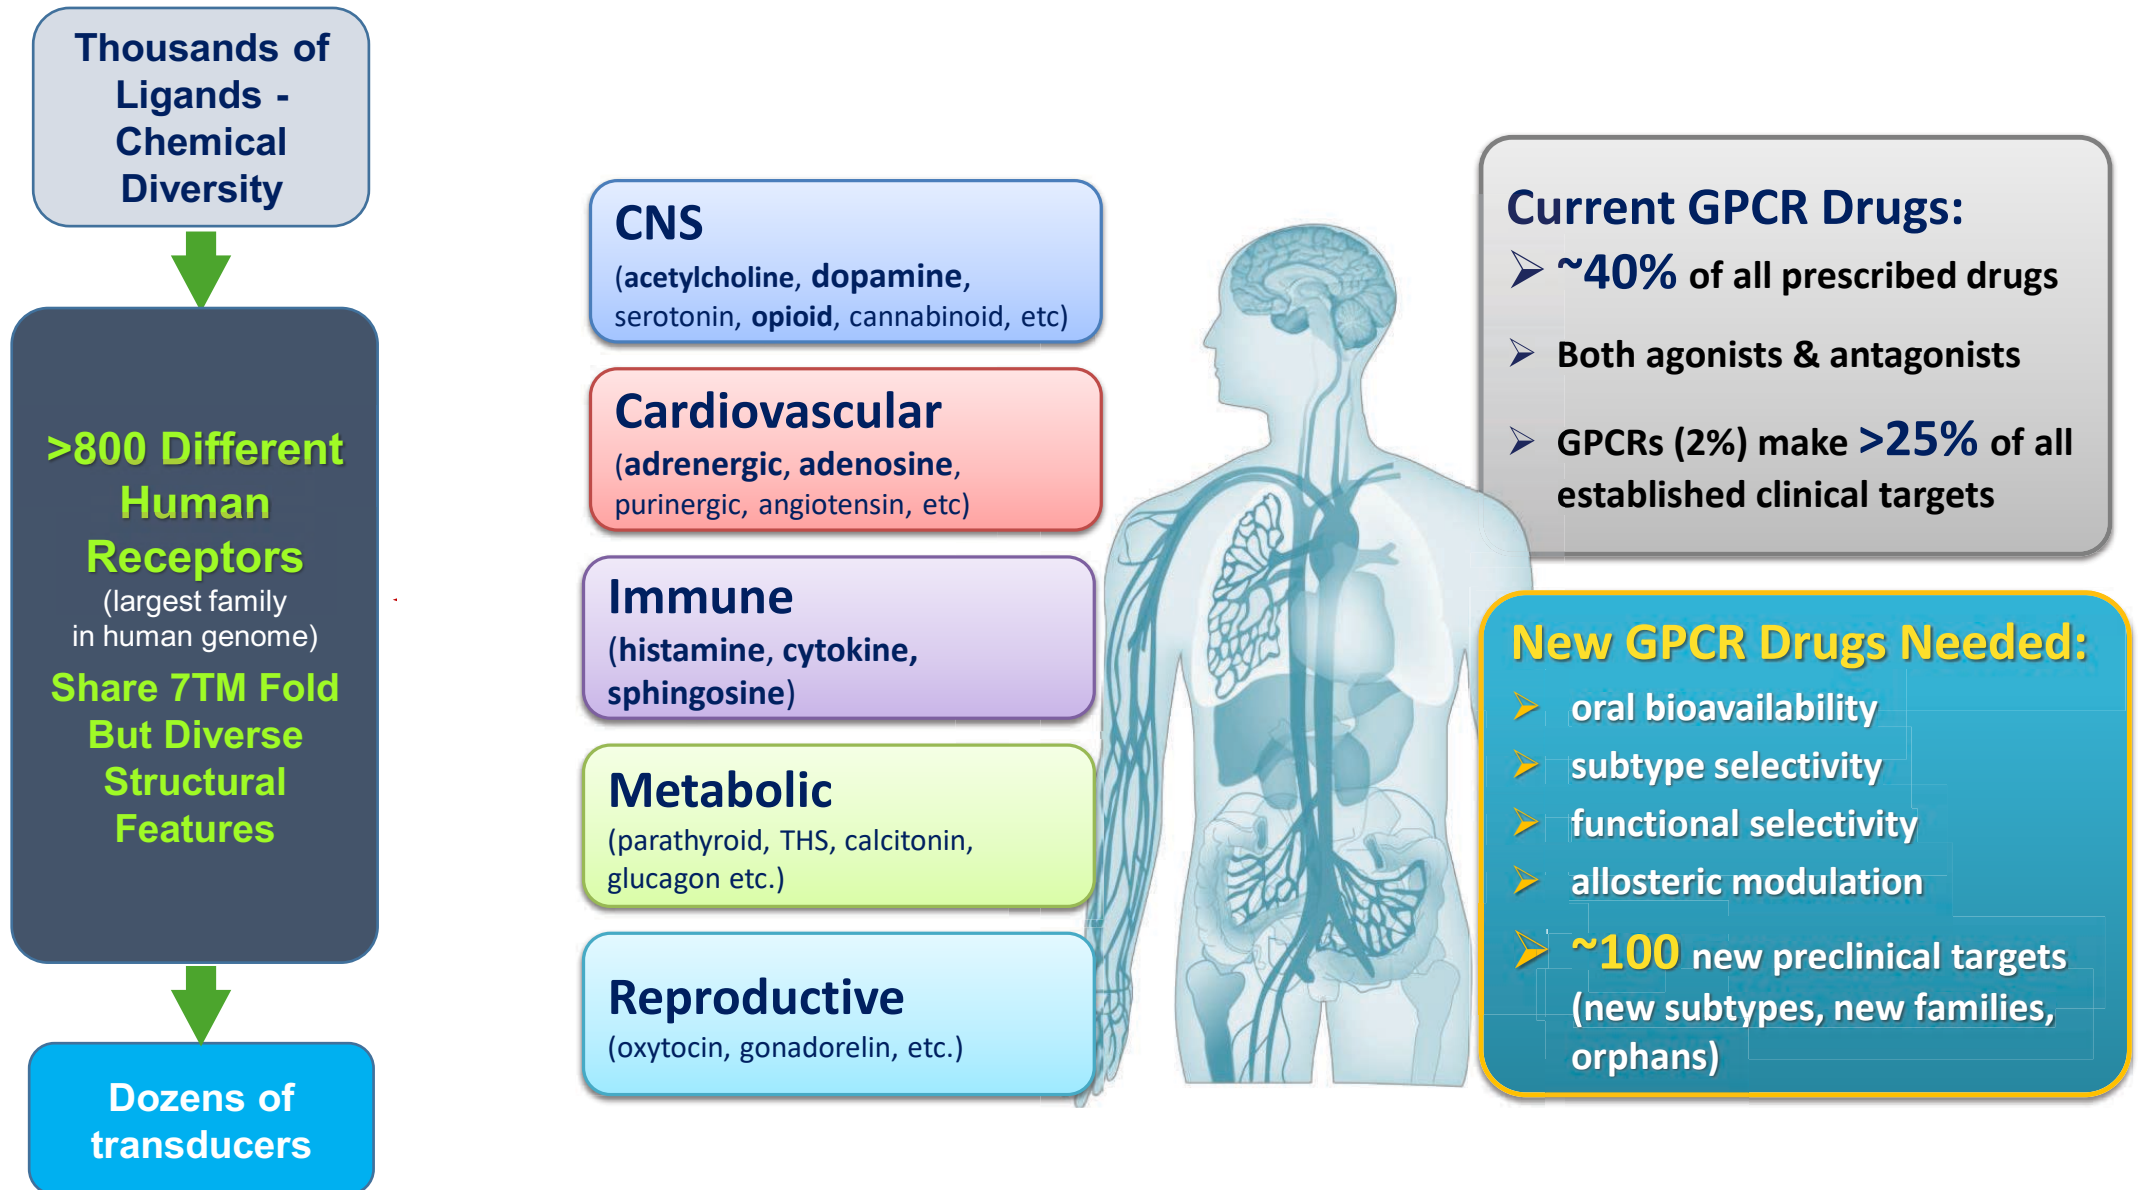 Thousands of
Ligands -
Chemical
Diversity
>800 Different
Human
Receptors
(largest family
in human genome)
Share 7TM Fold
But Diverse
Structural
Features
Dozens of
transducers
CNS
(acetylcholine, dopamine,
serotonin, opioid, cannabinoid, etc)
Cardiovascular
(adrenergic, adenosine,
purinergic, angiotensin, etc)
Immune
(histamine, cytokine,
sphingosine)
Metabolic
(parathyroid, THS, calcitonin,
glucagon etc.)
Reproductive
(oxytocin, gonadorelin, etc.)
Current GPCR Drugs:
~40% of all prescribed drugs
Both agonists & antagonists
GPCRs (2%) make >25% of all
established clinical targets
New GPCR Drugs Needed:
oral bioavailability
subtype selectivity
functional selectivity
allosteric modulation
~100 new preclinical targets
(new subtypes, new families,
orphans)